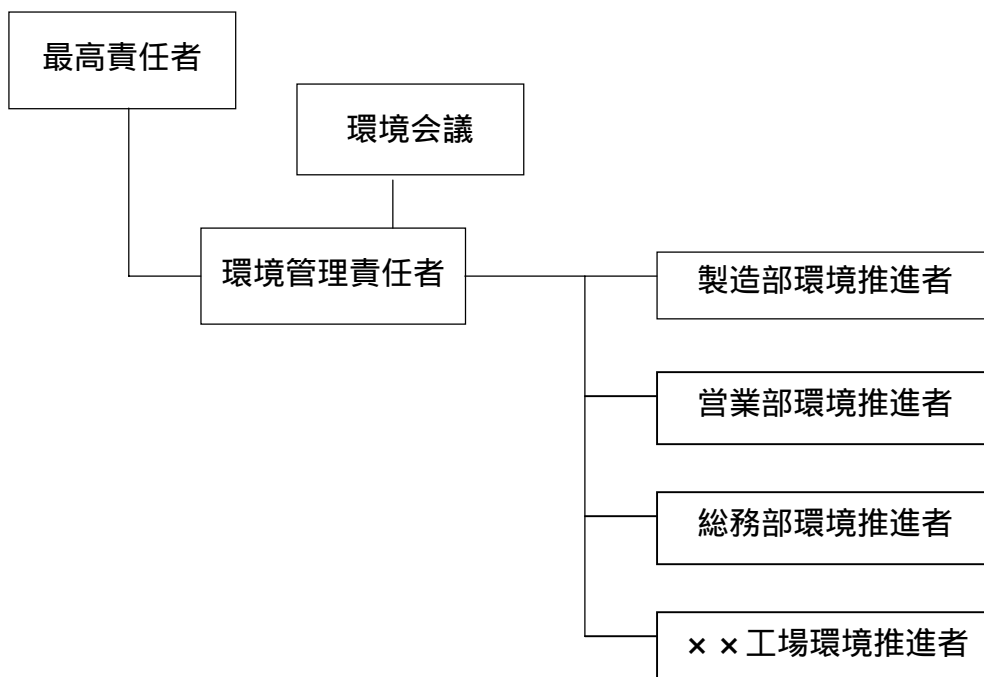 最高責任者
環境会議
環境管理責任者
製造部環境推進者
営業部環境推進者
総務部環境推進者
××工場環境推進者